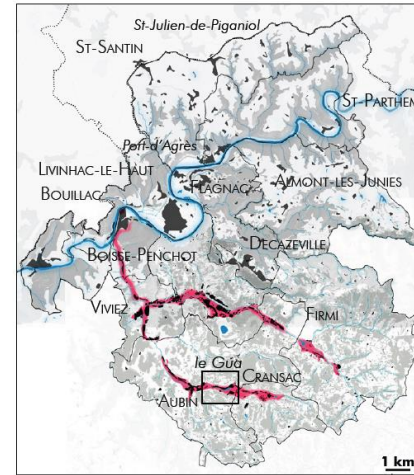 St-Julien-de-Piganiol
St-Santin
St-Parthem
Port-d'Agrès
Livinhac-le-Haut
Flagnac
Almont-les-Junies
Bouillac
Decazeville
Boisse-Penchot
Viviez
Firmi
le Gua
Cransac
Aubin
1 km